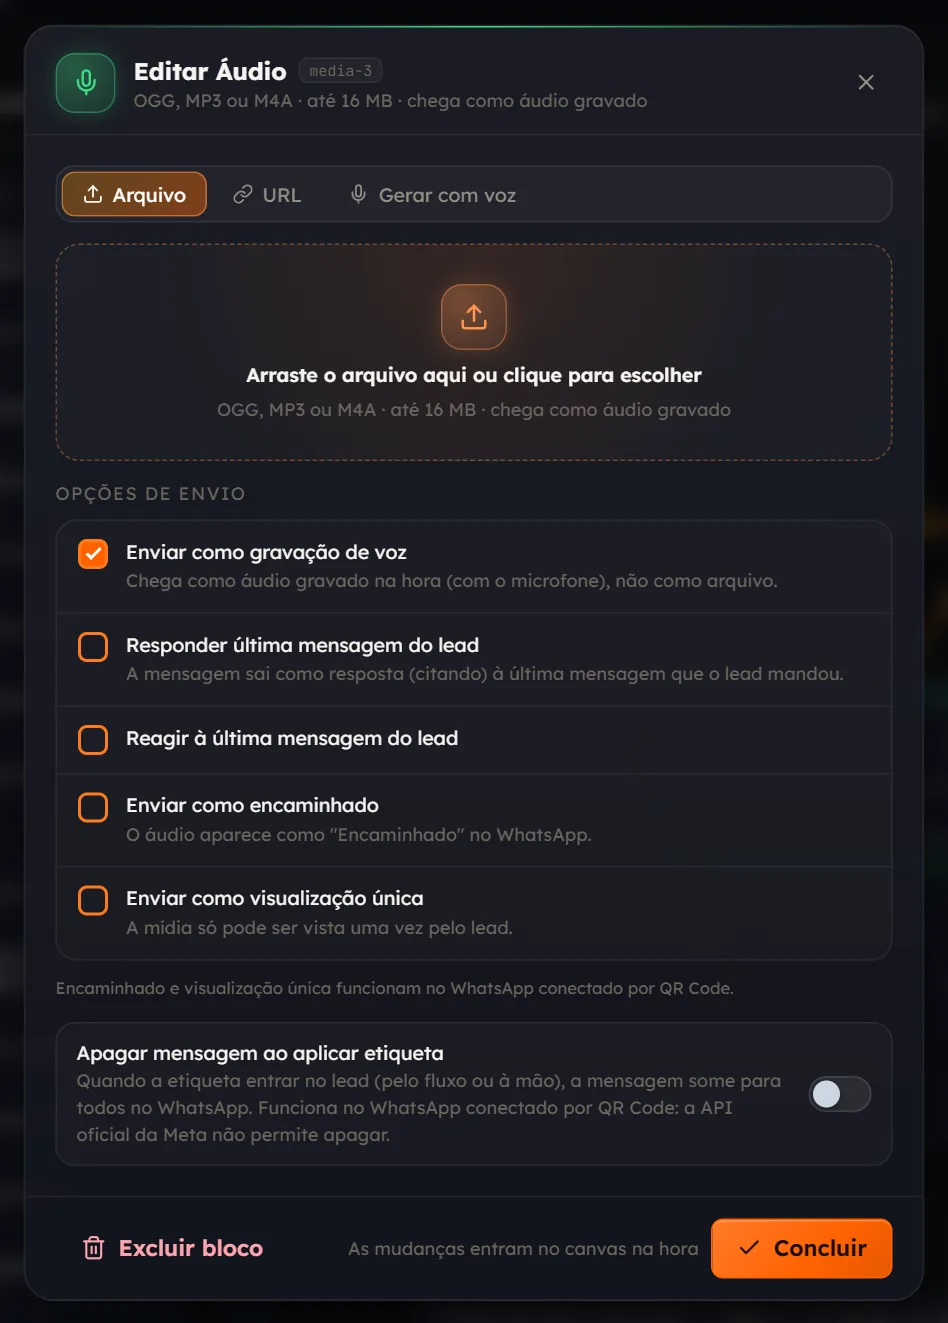 Editar Áudio media-3
OGG, MP3 ou M4A · até 16 MB · chega como áudio gravado
Arquivo URL Gerar com voz
Arraste o arquivo aqui ou clique para escolher
OGG, MP3 ou M4A · até 16 MB · chega como áudio gravado
OPÇÕES DE ENVIO
Enviar como gravação de voz
Chega como áudio gravado na hora (com o microfone), não como arquivo.
Responder última mensagem do lead
A mensagem sai como resposta (citando) à última mensagem que o lead mandou.
Reagir à última mensagem do lead
Enviar como encaminhado
O áudio aparece como "Encaminhado" no WhatsApp.
Enviar como visualização única
A mídia só pode ser vista uma vez pelo lead.
Encaminhado e visualização única funcionam no WhatsApp conectado por QR Code.
Apagar mensagem ao aplicar etiqueta
Quando a etiqueta entrar no lead (pelo fluxo ou à mão), a mensagem some para
todos no WhatsApp. Funciona no WhatsApp conectado por QR Code: a API
oficial da Meta não permite apagar.
Excluir bloco As mudanças entram no canvas na hora Concluir